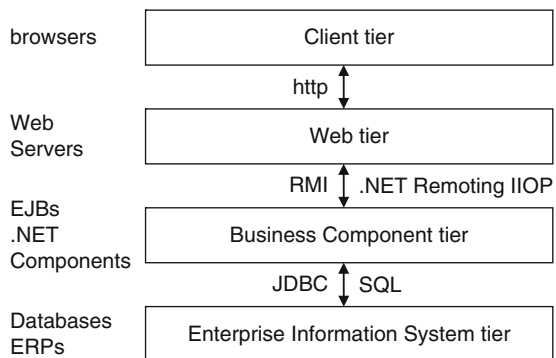 browsers
Client tier
http
Web
Servers
Web tier
RMI .NET Remoting IIOP
EJBs
.NET
Components
Business Component tier
JDBC SQL
Databases
ERPs
Enterprise Information System tier